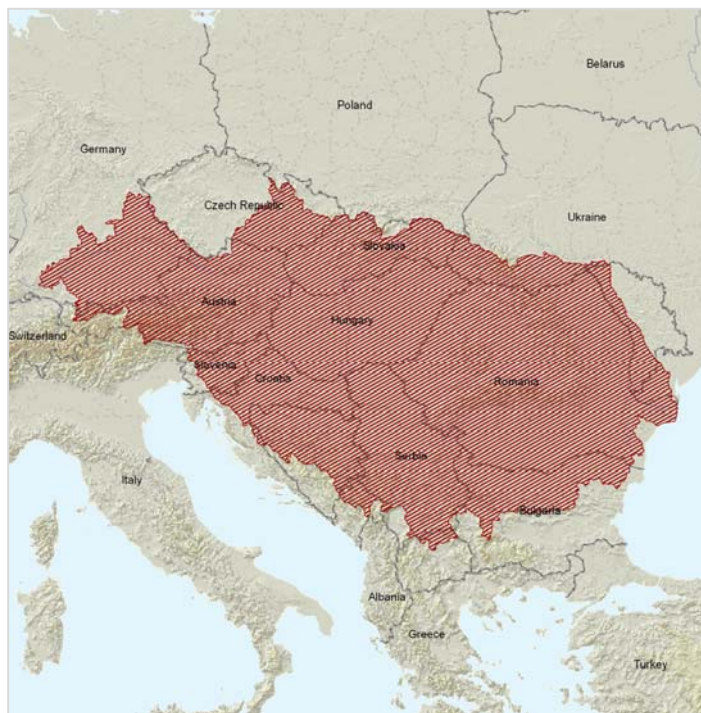 Belarus
Poland
Germany
Czech Republic
Ukraine
Slovakia
Austria
Hungary
Switzerland
Slovenia
Croatia
Romania
Serbia
Italy
Bulgaria
Albania
Greece
Turkey